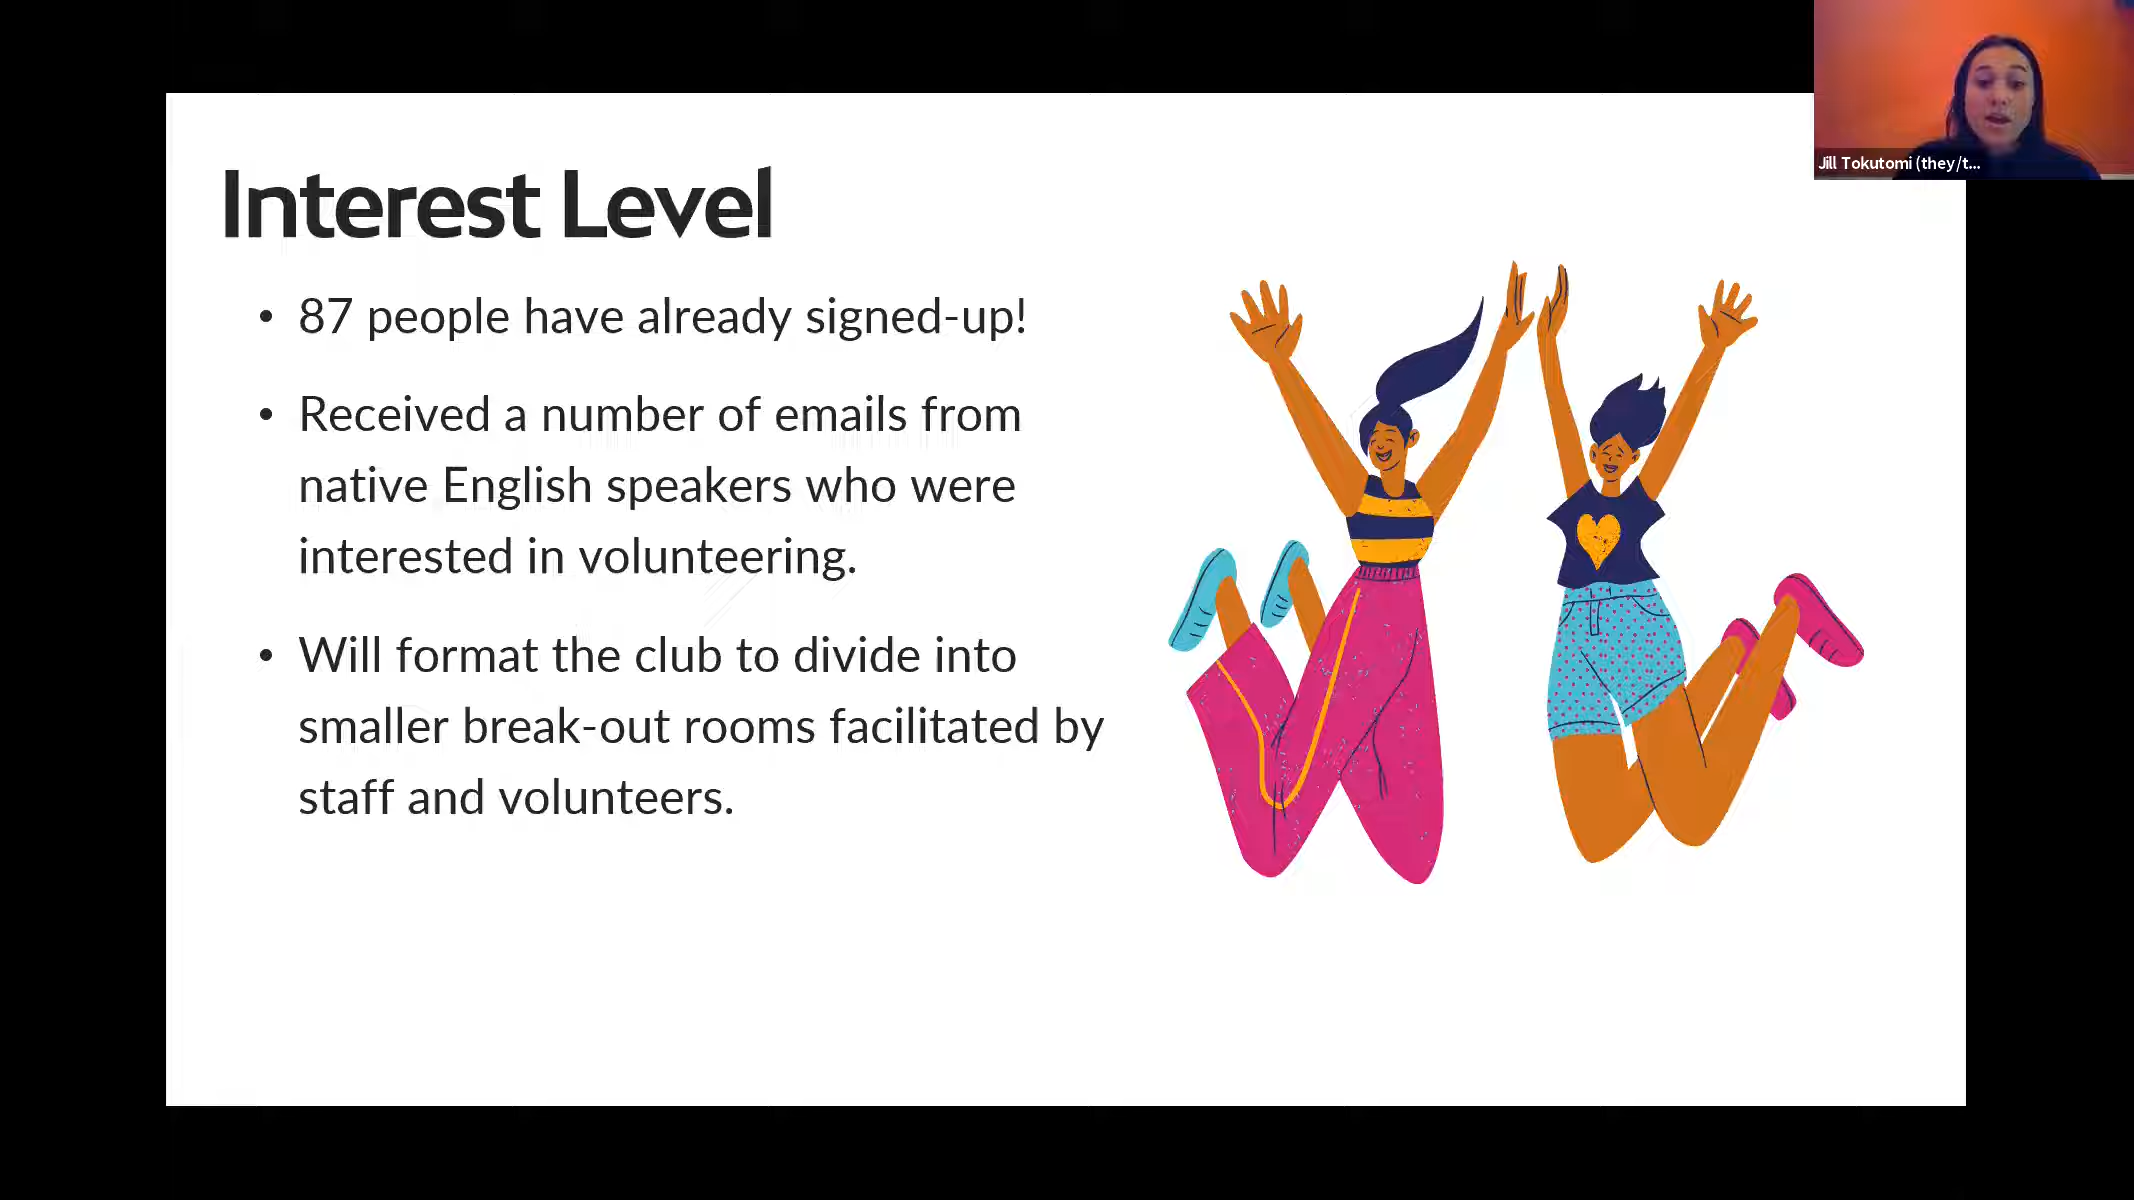 Jill Tokutomi (they/t...
Interest Level
• 87 people have already signed-up!
• Received a number of emails from
native English speakers who were
interested in volunteering.
• Will format the club to divide into
smaller break-out rooms facilitated by
staff and volunteers.